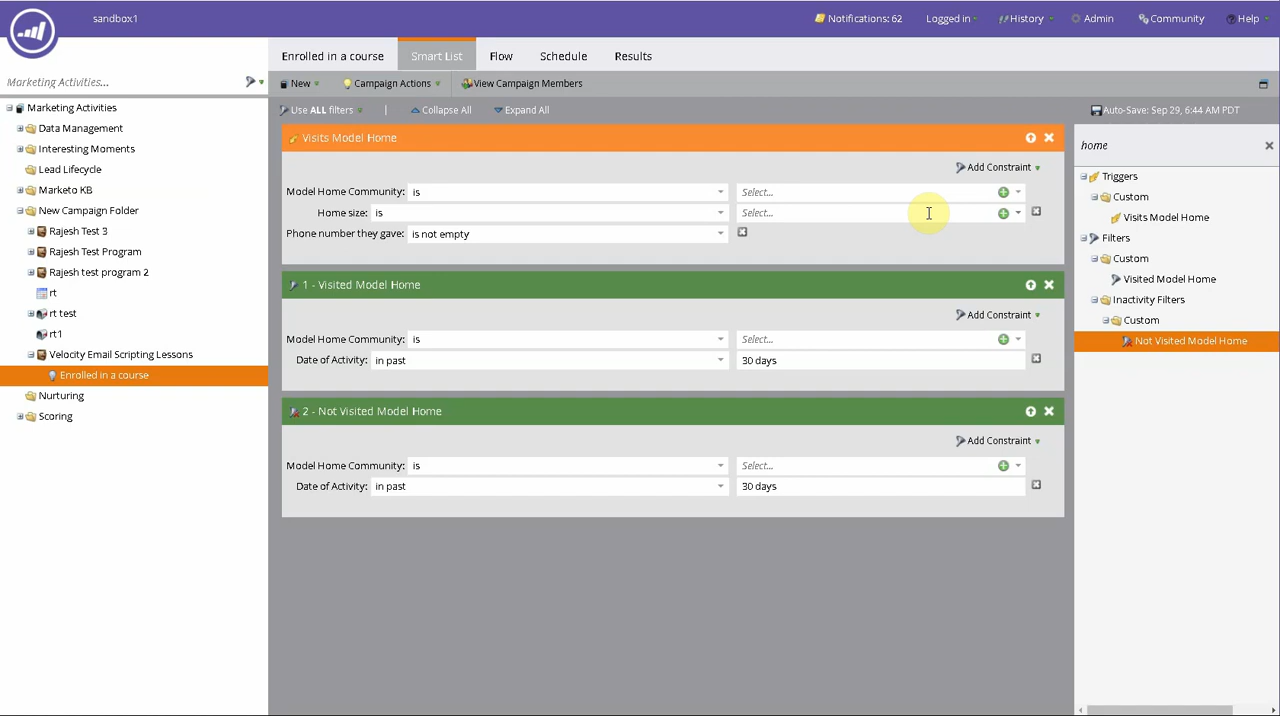 sandbox1
Notifications: 62
Logged in
History
Admin
Community
Help
Marketing Activities...
Enrolled in a course
Smart List
Flow
Schedule
Results
New
Campaign Actions
View Campaign Members
Use ALL filters
Collapse All
Expand All
Auto-Save: Sep 29, 6:44 AM PDT
Marketing Activities
Data Management
Interesting Moments
Lead Lifecycle
Marketo KB
New Campaign Folder
Rajesh Test 3
Rajesh Test Program
Rajesh test program 2
rt
rt test
rt1
Velocity Email Scripting Lessons
Enrolled in a course
Nurturing
Scoring
Visits Model Home
Add Constraint
Model Home Community: is Select...
Home size: is Select...
Phone number they gave: is not empty
1 - Visited Model Home
Add Constraint
Model Home Community: is Select...
Date of Activity: in past 30 days
2 - Not Visited Model Home
Add Constraint
Model Home Community: is Select...
Date of Activity: in past 30 days
home
Triggers
Custom
Visits Model Home
Filters
Custom
Visited Model Home
Inactivity Filters
Custom
Not Visited Model Home